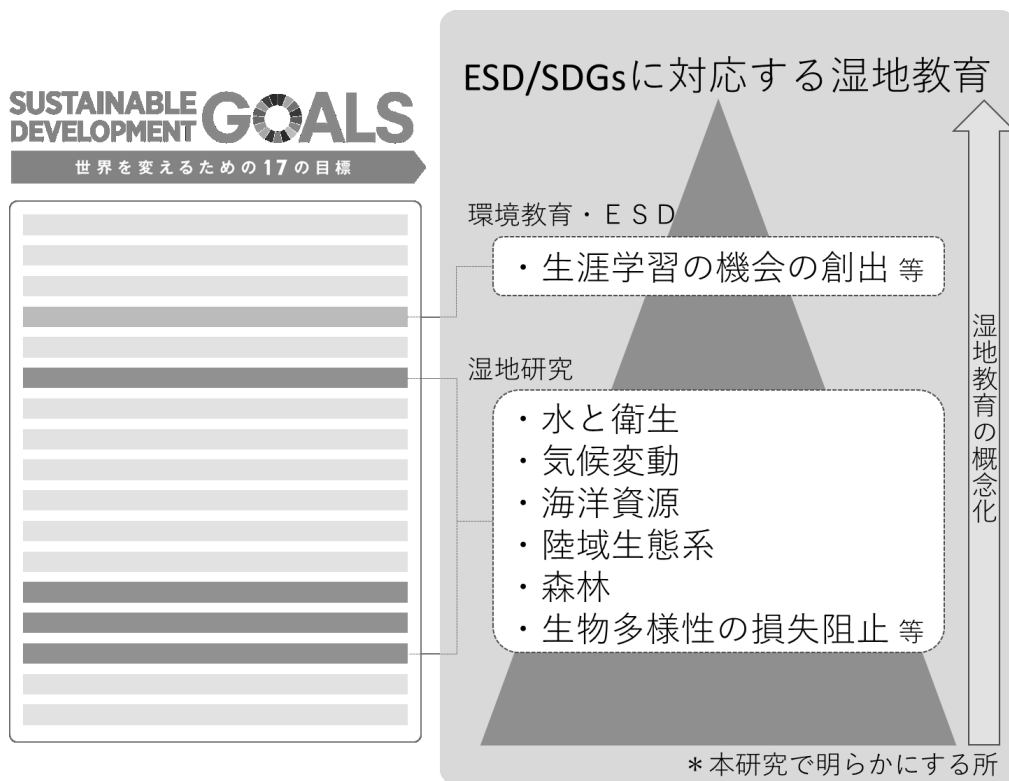 ESD/SDGsに対応する湿地教育
SUSTAINABLE
DEVELOPMENT
GOALS
世界を変えるための17の目標
環境教育・ＥＳＤ
・生涯学習の機会の創出 等
湿地研究
・水と衛生
・気候変動
・海洋資源
・陸域生態系
・森林
・生物多様性の損失阻止 等
湿地教育の概念化
＊本研究で明らかにする所